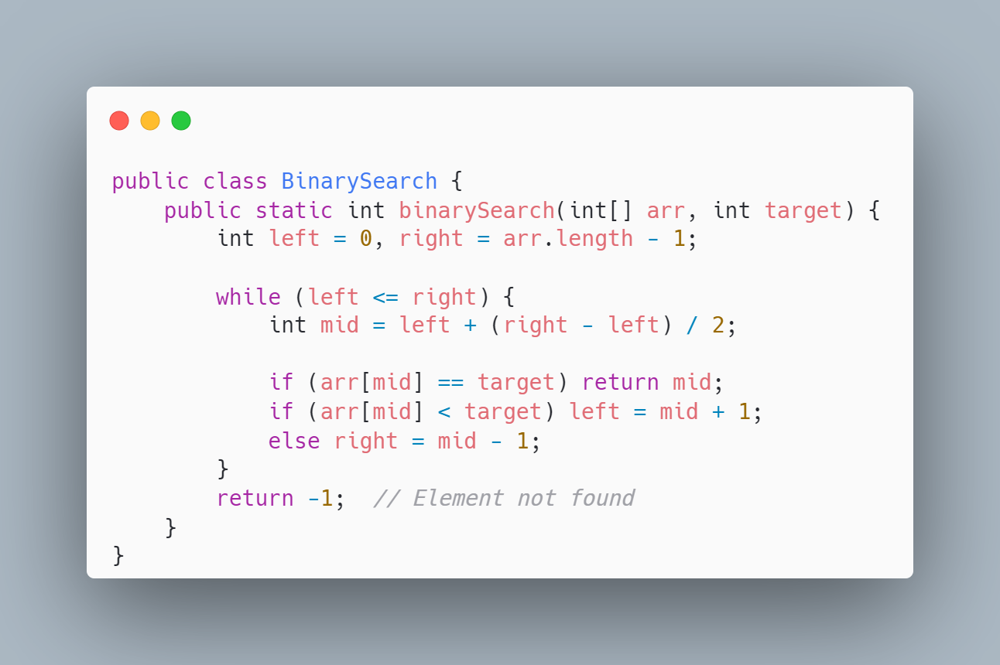 public class BinarySearch {
    public static int binarySearch(int[] arr, int target) {
        int left = 0, right = arr.length - 1;

        while (left <= right) {
            int mid = left + (right - left) / 2;

            if (arr[mid] == target) return mid;
            if (arr[mid] < target) left = mid + 1;
            else right = mid - 1;
        }
        return -1;  // Element not found
    }
}